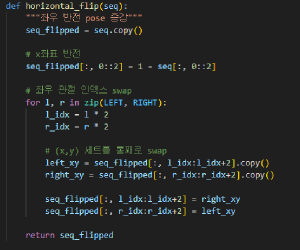 def horizontal_flip(seq):
    """좌우 반전 pose 증강"""
    seq_flipped = seq.copy()

    # x좌표 반전
    seq_flipped[:, 0::2] = 1 - seq[:, 0::2]

    # 좌우 관절 인덱스 swap
    for l, r in zip(LEFT, RIGHT):
        l_idx = l * 2
        r_idx = r * 2

        # (x,y) 세트를 통째로 swap
        left_xy = seq_flipped[:, l_idx:l_idx+2].copy()
        right_xy = seq_flipped[:, r_idx:r_idx+2].copy()

        seq_flipped[:, l_idx:l_idx+2] = right_xy
        seq_flipped[:, r_idx:r_idx+2] = left_xy

    return seq_flipped